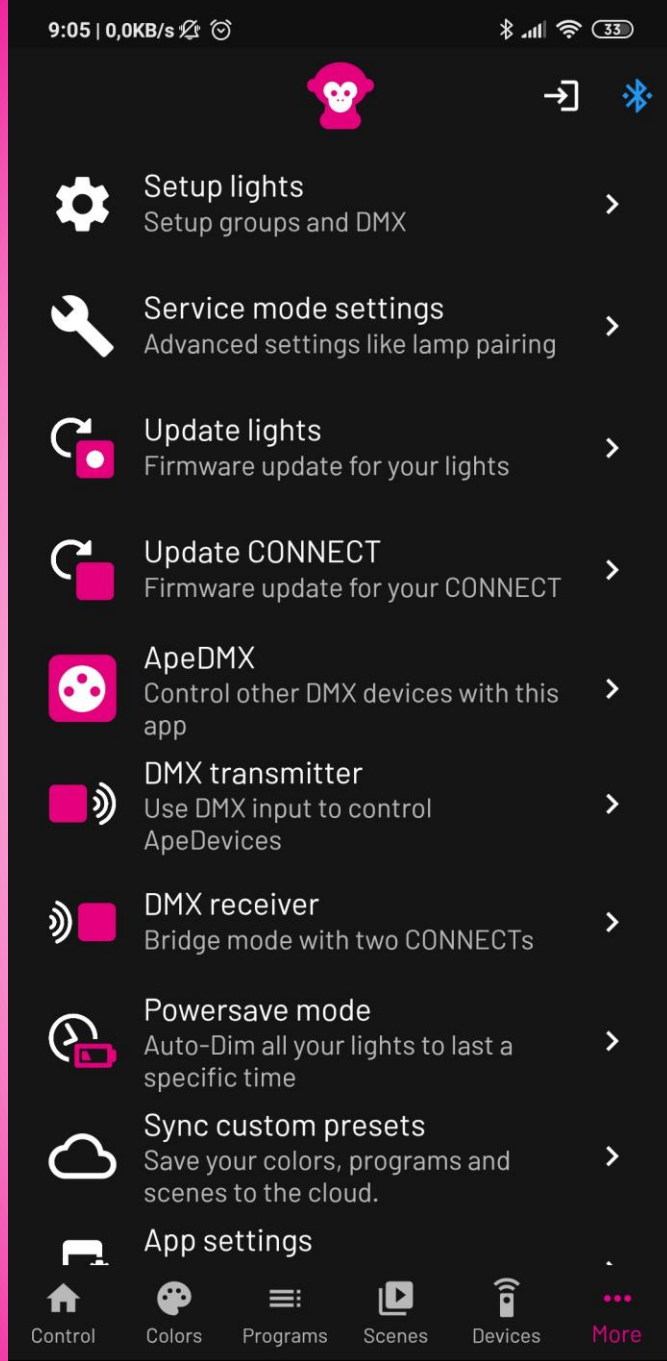 9:05 | 0,0KB/s
33
Setup lights
Setup groups and DMX
Service mode settings
Advanced settings like lamp pairing
Update lights
Firmware update for your lights
Update CONNECT
Firmware update for your CONNECT
ApeDMX
Control other DMX devices with this
app
DMX transmitter
Use DMX input to control
ApeDevices
DMX receiver
Bridge mode with two CONNECTs
Powersave mode
Auto-Dim all your lights to last a
specific time
Sync custom presets
Save your colors, programs and
scenes to the cloud.
App settings
Control
Colors
Programs
Scenes
Devices
More